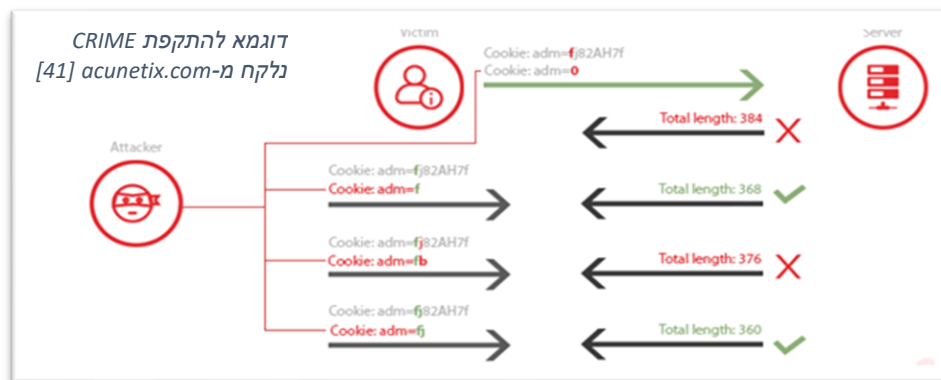 דוגמא להתקפת CRIME
נלקח מ-acunetix.com [41]
Victim
Server
Cookie: adm=fj82AH7f
Cookie: adm=0
Total length: 384
Attacker
Cookie: adm=fj82AH7f
Cookie: adm=f
Total length: 368
Cookie: adm=fj82AH7f
Cookie: adm=fb
Total length: 376
Cookie: adm=fj82AH7f
Cookie: adm=fj
Total length: 360